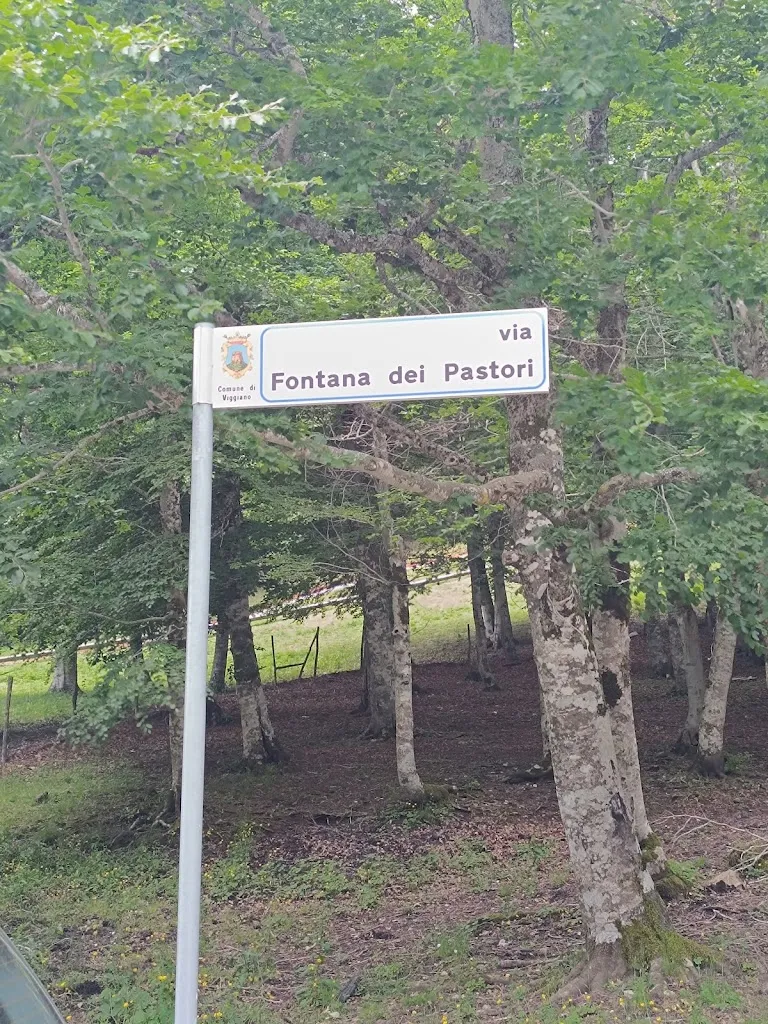 via
Fontana dei Pastori
Comune di
Viggiano